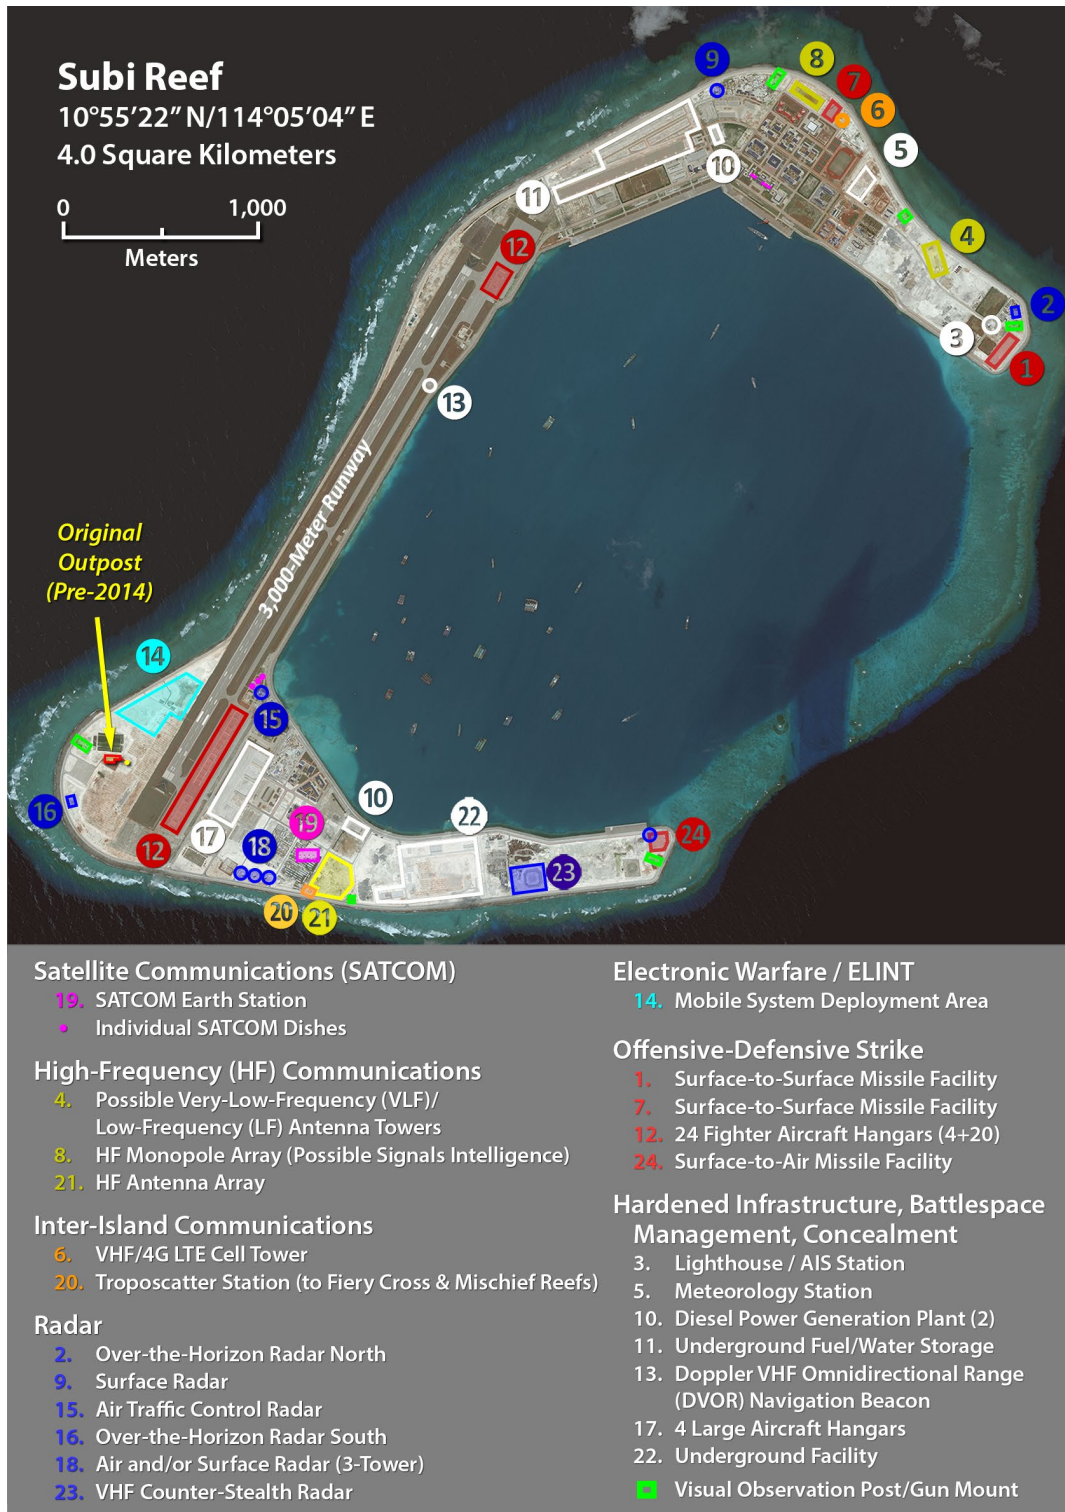 Subi Reef
10°55′22″ N/114°05′04″ E
4.0 Square Kilometers
0 1,000
Meters
9
8
7
6
5
10
11
12
4
2
3
1
13
3,000-Meter Runway
Original
Outpost
(Pre-2014)
14
15
16
10
22
17
19
24
12
18
23
20
21
Satellite Communications (SATCOM)
19. SATCOM Earth Station
• Individual SATCOM Dishes
High-Frequency (HF) Communications
4. Possible Very-Low-Frequency (VLF)/
Low-Frequency (LF) Antenna Towers
8. HF Monopole Array (Possible Signals Intelligence)
21. HF Antenna Array
Inter-Island Communications
6. VHF/4G LTE Cell Tower
20. Troposcatter Station (to Fiery Cross & Mischief Reefs)
Radar
2. Over-the-Horizon Radar North
9. Surface Radar
15. Air Traffic Control Radar
16. Over-the-Horizon Radar South
18. Air and/or Surface Radar (3-Tower)
23. VHF Counter-Stealth Radar
Electronic Warfare / ELINT
14. Mobile System Deployment Area
Offensive-Defensive Strike
1. Surface-to-Surface Missile Facility
7. Surface-to-Surface Missile Facility
12. 24 Fighter Aircraft Hangars (4+20)
24. Surface-to-Air Missile Facility
Hardened Infrastructure, Battlespace
Management, Concealment
3. Lighthouse / AIS Station
5. Meteorology Station
10. Diesel Power Generation Plant (2)
11. Underground Fuel/Water Storage
13. Doppler VHF Omnidirectional Range
(DVOR) Navigation Beacon
17. 4 Large Aircraft Hangars
22. Underground Facility
Visual Observation Post/Gun Mount